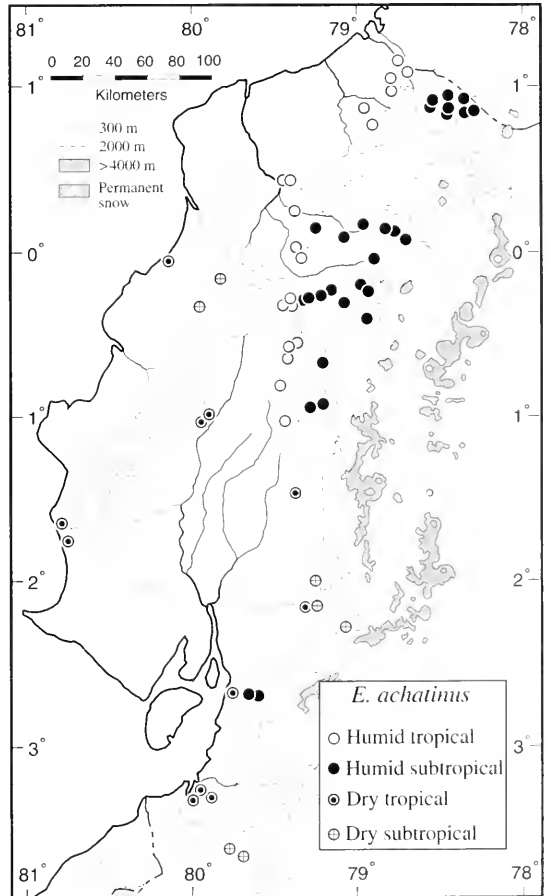 81° 80° 79° 78°
0 20 40 60 80 100
Kilometers
300 m
2000 m
>4000 m
Permanent
snow
1° 1°
0° 0°
1° 1°
2° 2°
3° 3°
E. achatinus
Humid tropical
Humid subtropical
Dry tropical
Dry subtropical
81° 80° 79° 78°